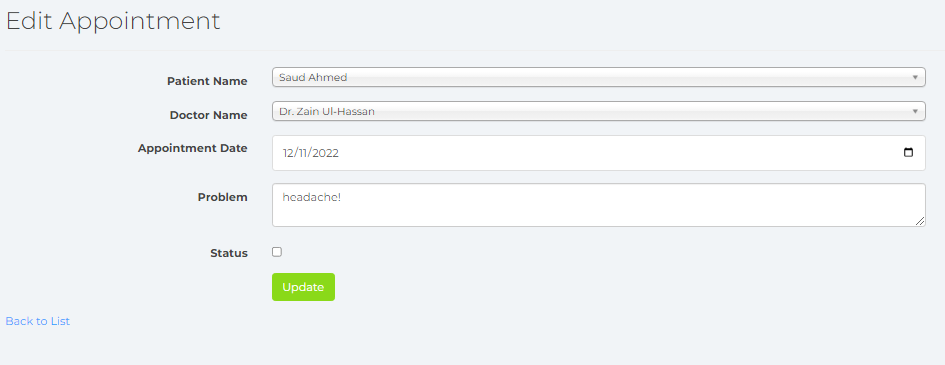 Edit Appointment
Patient Name Saud Ahmed
Doctor Name Dr. Zain Ul-Hassan
Appointment Date 12/11/2022
Problem headache!
Status
Update
Back to List